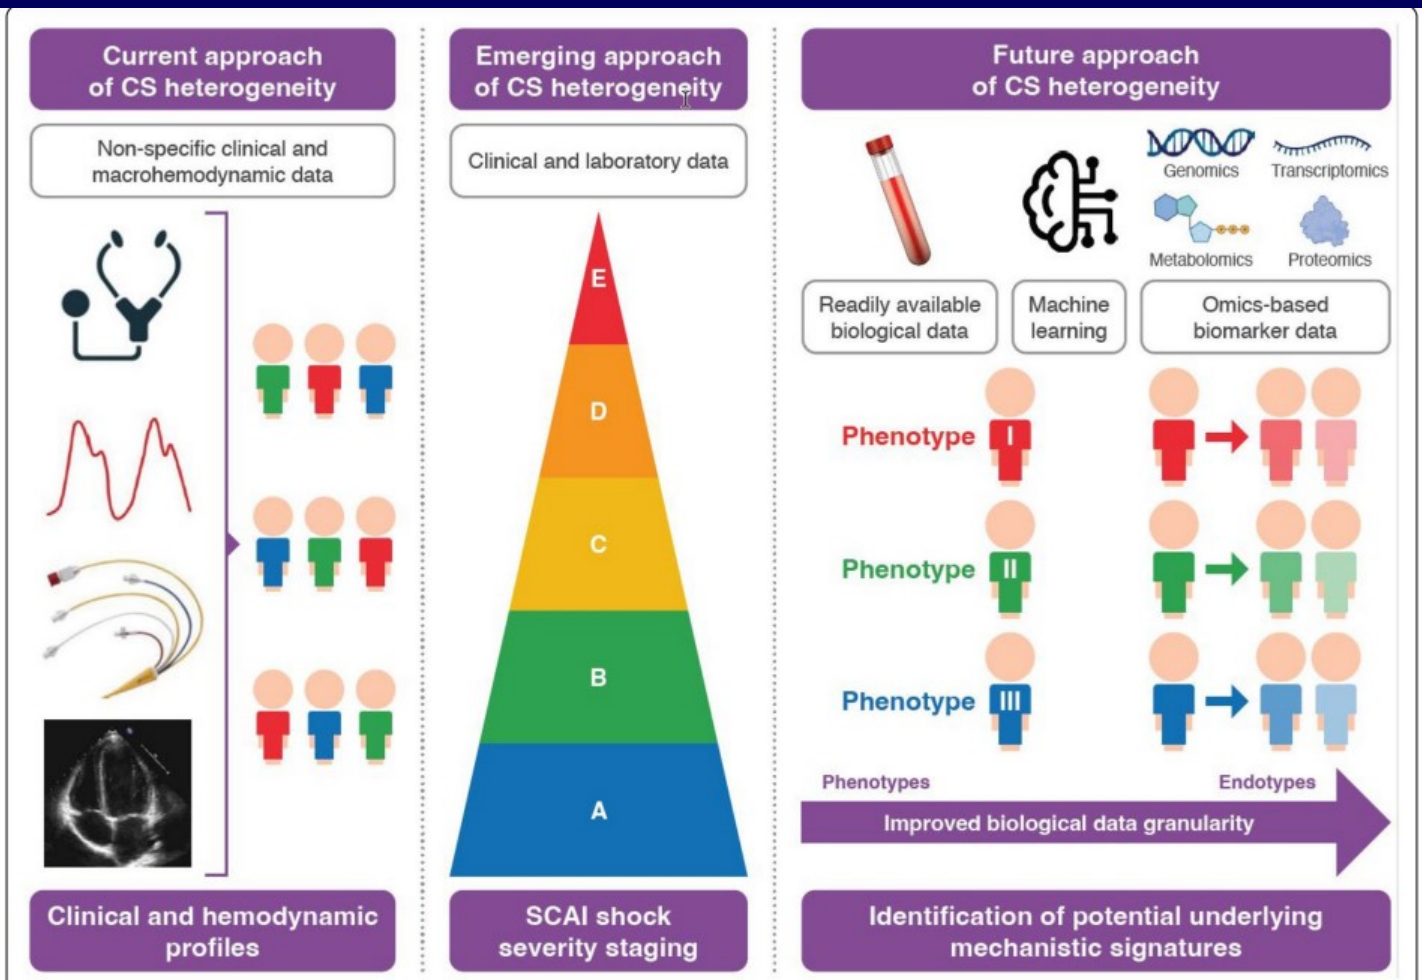 Current approach
of CS heterogeneity
Non-specific clinical and
macrohemodynamic data
Clinical and hemodynamic
profiles
Emerging approach
of CS heterogeneity
Clinical and laboratory data
E
D
C
B
A
SCAI shock
severity staging
Future approach
of CS heterogeneity
Genomics
Transcriptomics
Metabolomics
Proteomics
Readily available
biological data
Machine
learning
Omics-based
biomarker data
Phenotype I
Phenotype II
Phenotype III
Phenotypes
Endotypes
Improved biological data granularity
Identification of potential underlying
mechanistic signatures